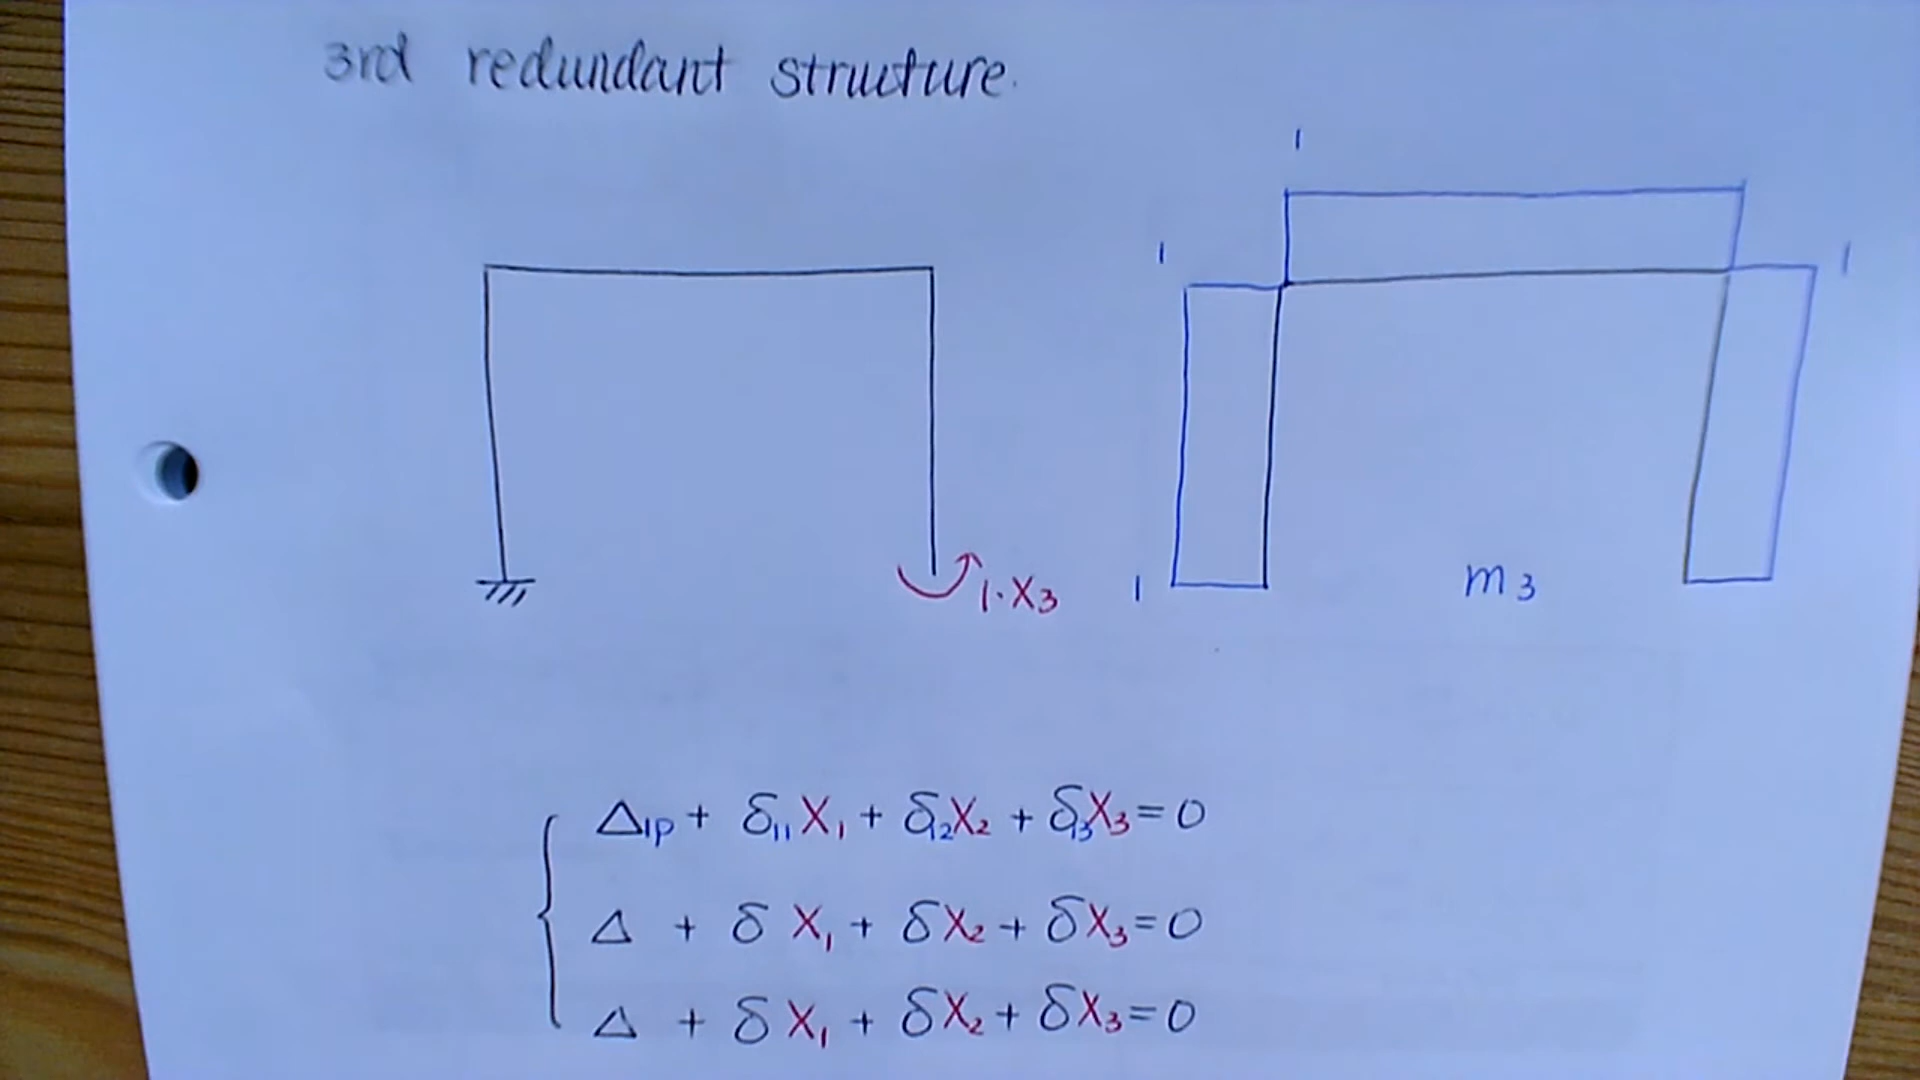 3rd redundant structure.
1
1 1
1·X₃
1
m₃
Δ₁P + δ₁₁X₁ + δ₁₂X₂ + δ₁₃X₃ = 0
Δ + δ X₁ + δX₂ + δX₃ = 0
Δ + δ X₁ + δX₂ + δX₃ = 0